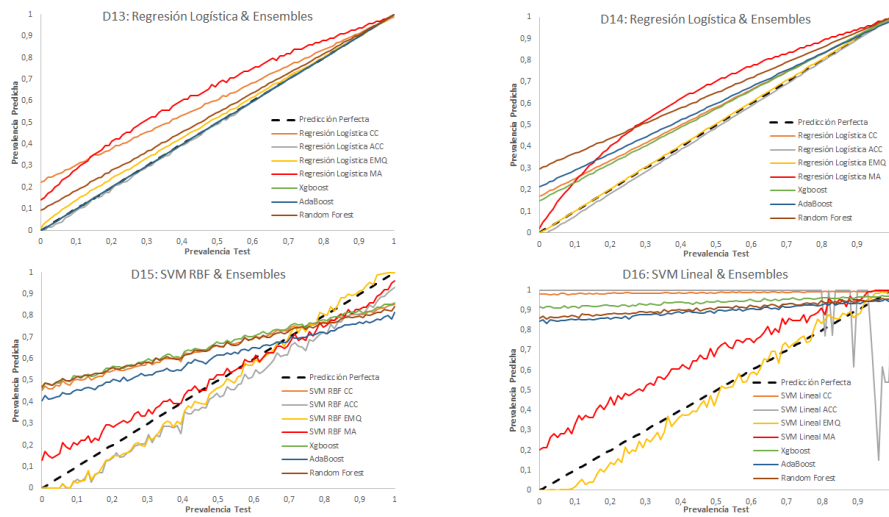 D13: Regresión Logística & Ensembles
Prevalencia Predicha
1
0,9
0,8
0,7
0,6
0,5
0,4
0,3
0,2
0,1
0
Predicción Perfecta
Regresión Logística CC
Regresión Logística ACC
Regresión Logística EMQ
Regresión Logística MA
Xgboost
AdaBoost
Random Forest
0 0,1 0,2 0,3 0,4 0,5 0,6 0,7 0,8 0,9 1
Prevalencia Test
D14: Regresión Logística & Ensembles
Prevalencia Predicha
1
0,9
0,8
0,7
0,6
0,5
0,4
0,3
0,2
0,1
0
Predicción Perfecta
Regresión Logística CC
Regresión Logística ACC
Regresión Logística EMQ
Regresión Logística MA
Xgboost
AdaBoost
Random Forest
0 0,1 0,2 0,3 0,4 0,5 0,6 0,7 0,8 0,9
Prevalencia Test
D15: SVM RBF & Ensembles
Prevalencia Predicha
1
0,9
0,8
0,7
0,6
0,5
0,4
0,3
0,2
0,1
0
Predicción Perfecta
SVM RBF CC
SVM RBF ACC
SVM RBF EMQ
SVM RBF MA
Xgboost
AdaBoost
Random Forest
0 0,1 0,2 0,3 0,4 0,5 0,6 0,7 0,8 0,9 1
Prevalencia Test
D16: SVM Lineal & Ensembles
Prevalencia Predicha
1
0,9
0,8
0,7
0,6
0,5
0,4
0,3
0,2
0,1
0
Predicción Perfecta
SVM Lineal CC
SVM Lineal ACC
SVM Lineal EMQ
SVM Lineal MA
Xgboost
AdaBoost
Random Forest
0 0,1 0,2 0,3 0,4 0,5 0,6 0,7 0,8 0,9
Prevalencia Test